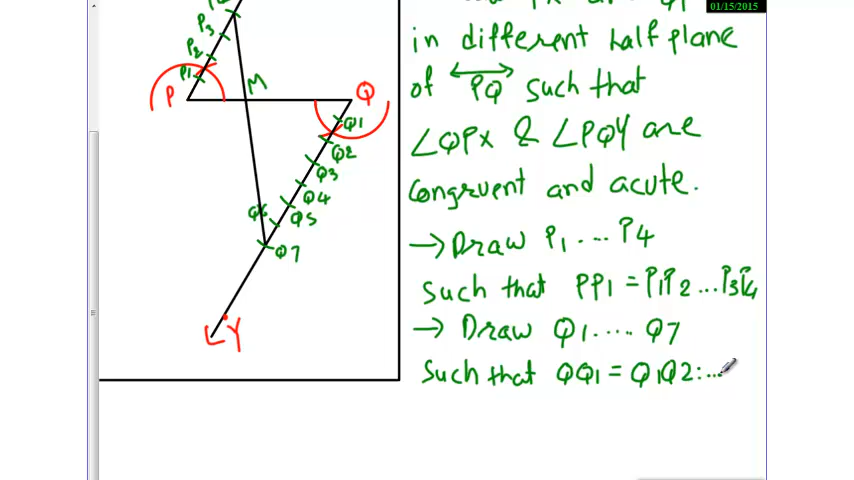 01/15/2015
in different half plane
of PQ such that
∠QPX & ∠PQY are
congruent and acute.
→ Draw P1 .... P4
Such that PP1 = P1P2 ... P3P4
→ Draw Q1 .... Q7
Such that QQ1 = Q1Q2 ....
P3
P2
P1
P
M
Q
Q1
Q2
Q3
Q4
Q5
Q6
Q7
Y